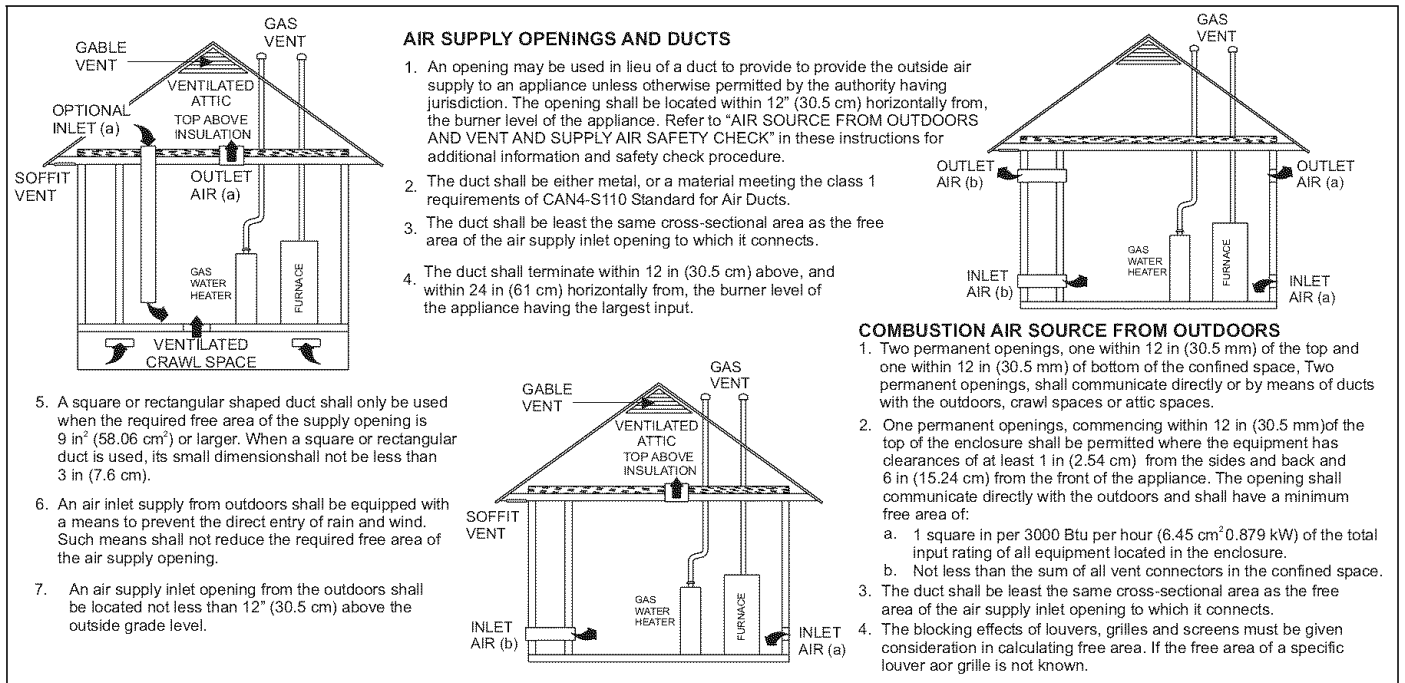 GABLE
VENT
GAS
VENT
VENTILATED
ATTIC
OPTIONAL
INLET (a)
TOP ABOVE
INSULATION
SOFFIT
VENT
OUTLET
AIR (a)
GAS
WATER
HEATER
FURNACE
VENTILATED
CRAWL SPACE
AIR SUPPLY OPENINGS AND DUCTS
1. An opening may be used in lieu of a duct to provide to provide the outside air
supply to an appliance unless otherwise permitted by the authority having
jurisdiction. The opening shall be located within 12" (30.5 cm) horizontally from,
the burner level of the appliance. Refer to “AIR SOURCE FROM OUTDOORS
AND VENT AND SUPPLY AIR SAFETY CHECK” in these instructions for
additional information and safety check procedure.
2. The duct shall be either metal, or a material meeting the class 1
requirements of CAN4-S110 Standard for Air Ducts.
3. The duct shall be least the same cross-sectional area as the free
area of the air supply inlet opening to which it connects.
4. The duct shall terminate within 12 in (30.5 cm) above, and
within 24 in (61 cm) horizontally from, the burner level of
the appliance having the largest input.
5. A square or rectangular shaped duct shall only be used
when the required free area of the supply opening is
9 in² (58.06 cm²) or larger. When a square or rectangular
duct is used, its small dimensionshall not be less than
3 in (7.6 cm).
6. An air inlet supply from outdoors shall be equipped with
a means to prevent the direct entry of rain and wind.
Such means shall not reduce the required free area of
the air supply opening.
7. An air supply inlet opening from the outdoors shall
be located not less than 12" (30.5 cm) above the
outside grade level.
GABLE
VENT
GAS
VENT
VENTILATED
ATTIC
TOP ABOVE
INSULATION
SOFFIT
VENT
GAS
WATER
HEATER
FURNACE
INLET
AIR (b)
INLET
AIR (a)
GAS
VENT
OUTLET
AIR (b)
OUTLET
AIR (a)
GAS
WATER
HEATER
FURNACE
INLET
AIR (b)
INLET
AIR (a)
COMBUSTION AIR SOURCE FROM OUTDOORS
1. Two permanent openings, one within 12 in (30.5 mm) of the top and
one within 12 in (30.5 mm) of bottom of the confined space, Two
permanent openings, shall communicate directly or by means of ducts
with the outdoors, crawl spaces or attic spaces.
2. One permanent openings, commencing within 12 in (30.5 mm)of the
top of the enclosure shall be permitted where the equipment has
clearances of at least 1 in (2.54 cm) from the sides and back and
6 in (15.24 cm) from the front of the appliance. The opening shall
communicate directly with the outdoors and shall have a minimum
free area of:
a. 1 square in per 3000 Btu per hour (6.45 cm²0.879 kW) of the total
input rating of all equipment located in the enclosure.
b. Not less than the sum of all vent connectors in the confined space.
3. The duct shall be least the same cross-sectional area as the free
area of the air supply inlet opening to which it connects.
4. The blocking effects of louvers, grilles and screens must be given
consideration in calculating free area. If the free area of a specific
louver aor grille is not known.